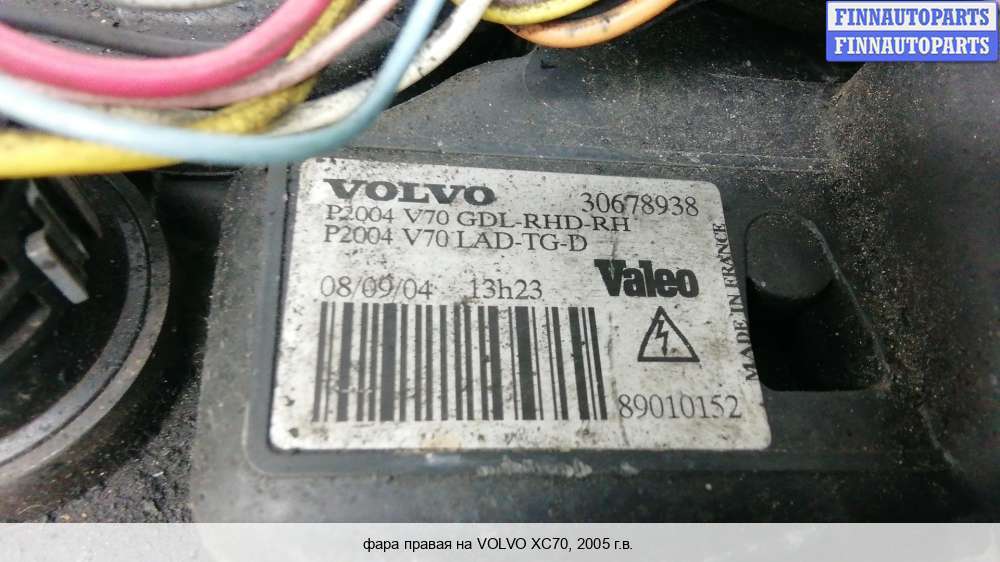 FINNAUTOPARTS
FINNAUTOPARTS
VOLVO 30678938
P2004 V70 GDL-RHD-RH
P2004 V70 LAD-TG-D
08/09/04 13h23 Valeo
MADE IN FRANCE
89010152
фара правая на VOLVO XC70, 2005 г.в.